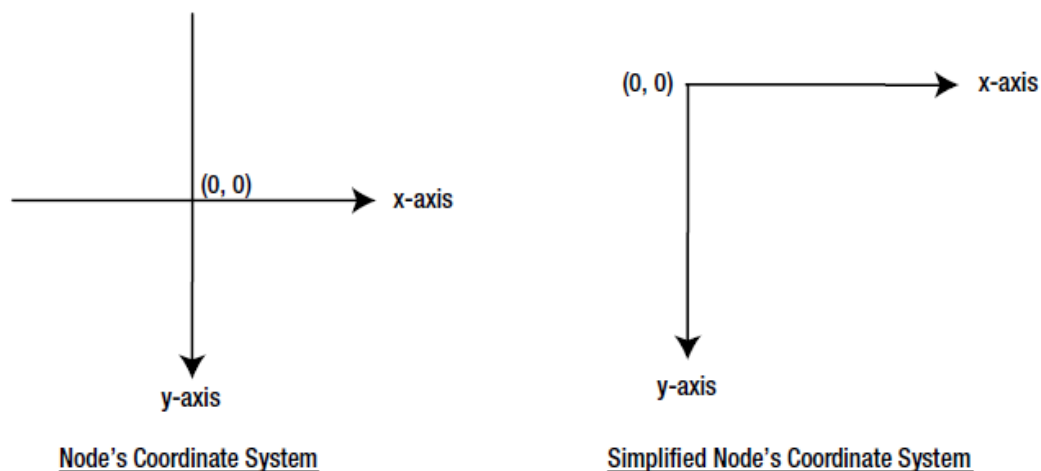 (0, 0)
x-axis
y-axis
Node's Coordinate System
(0, 0)
x-axis
y-axis
Simplified Node's Coordinate System